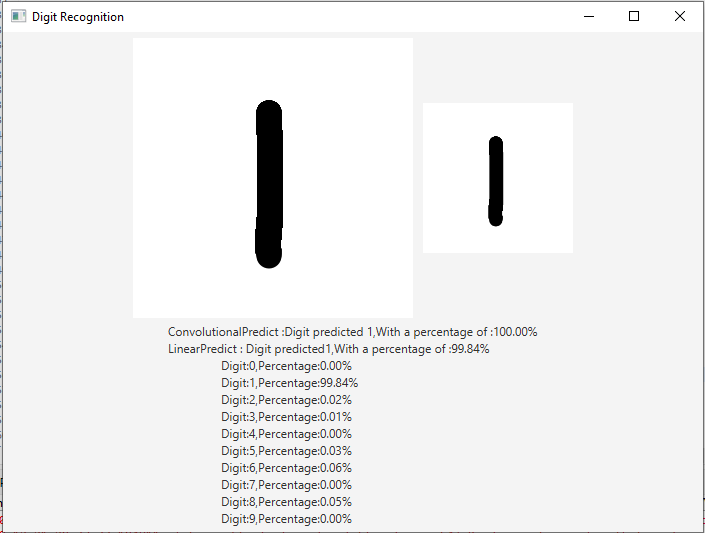 Digit Recognition
ConvolutionalPredict :Digit predicted 1,With a percentage of :100.00%
LinearPredict : Digit predicted1,With a percentage of :99.84%
Digit:0,Percentage:0.00%
Digit:1,Percentage:99.84%
Digit:2,Percentage:0.02%
Digit:3,Percentage:0.01%
Digit:4,Percentage:0.00%
Digit:5,Percentage:0.03%
Digit:6,Percentage:0.06%
Digit:7,Percentage:0.00%
Digit:8,Percentage:0.05%
Digit:9,Percentage:0.00%